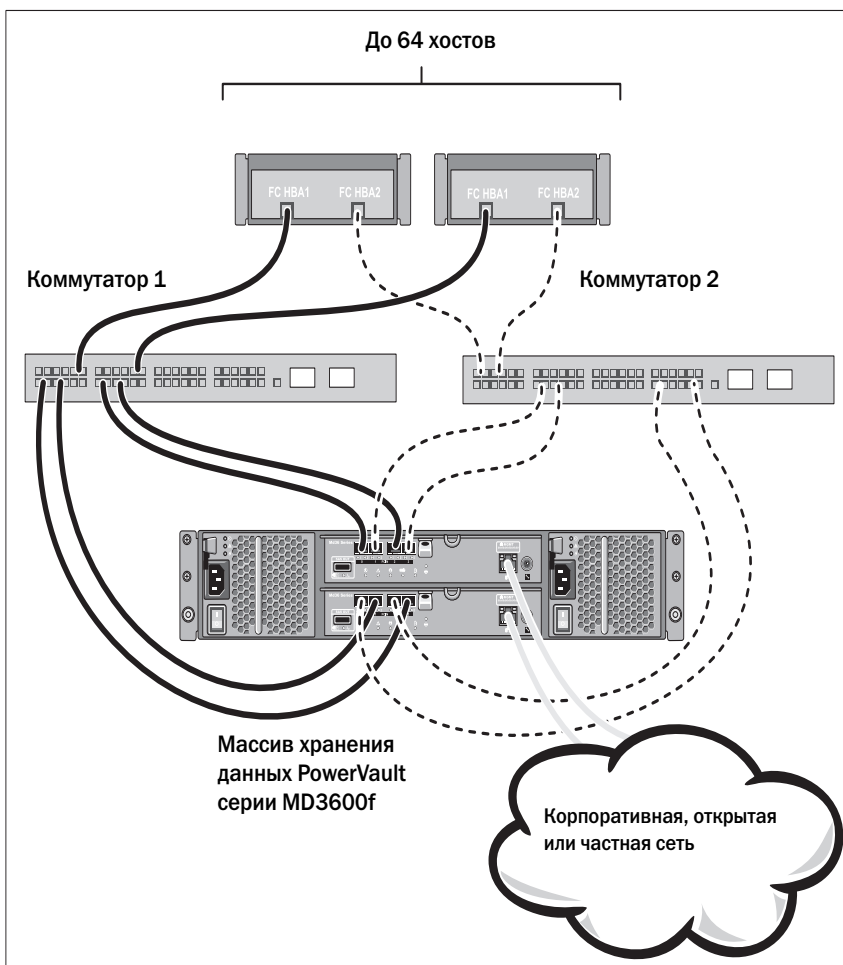 До 64 хостов
FC HBA1 FC HBA2 FC HBA1 FC HBA2
Коммутатор 1
Коммутатор 2
Массив хранения
данных PowerVault
серии MD3600f
Корпоративная, открытая
или частная сеть